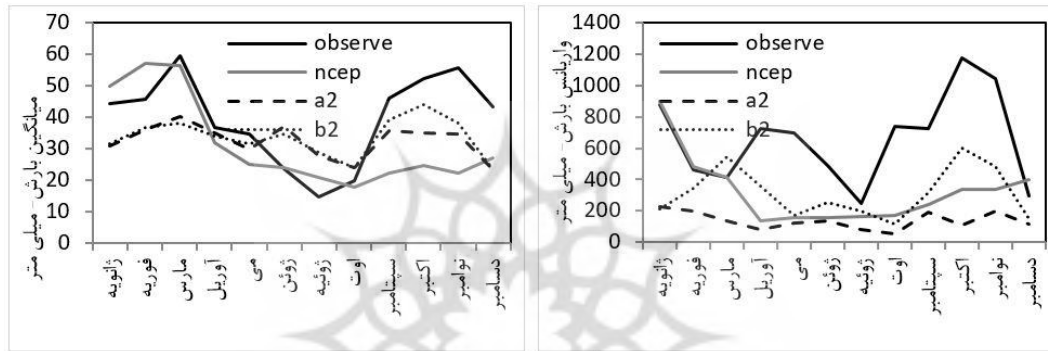 میانگین بارش - میلی متر
70
60
50
40
30
20
10
0
observe
ncep
a2
b2
ژانویه
فوریه
مارس
آوریل
می
ژوئن
ژوئیه
اوت
سپتامبر
اکتبر
نوامبر
دسامبر
واریانس بارش - میلی متر
1400
1200
1000
800
600
400
200
0
observe
ncep
a2
b2
ژانویه
فوریه
مارس
آوریل
می
ژوئن
ژوئیه
اوت
سپتامبر
اکتبر
نوامبر
دسامبر